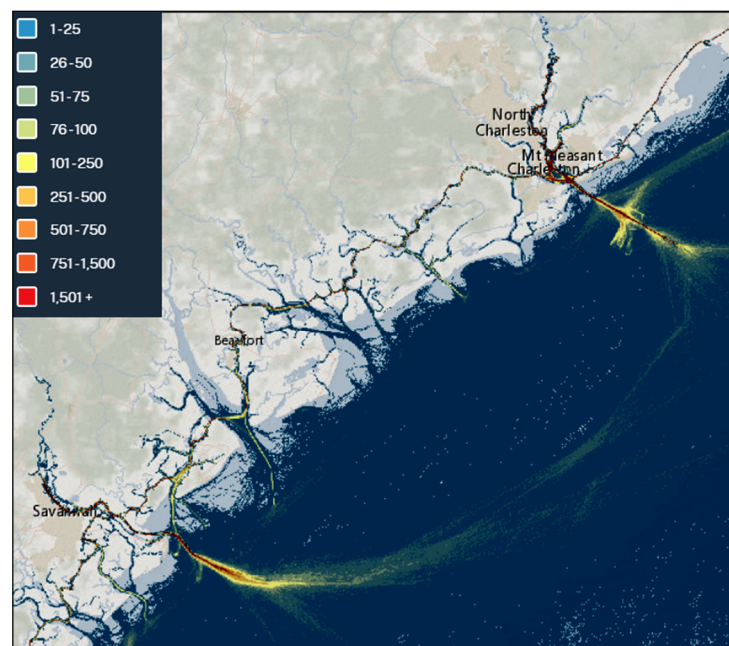 1-25
26-50
51-75
76-100
101-250
251-500
501-750
751-1,500
1,501 +
North
Charleston
Mt Pleasant
Charleston
Beaufort
Savannah